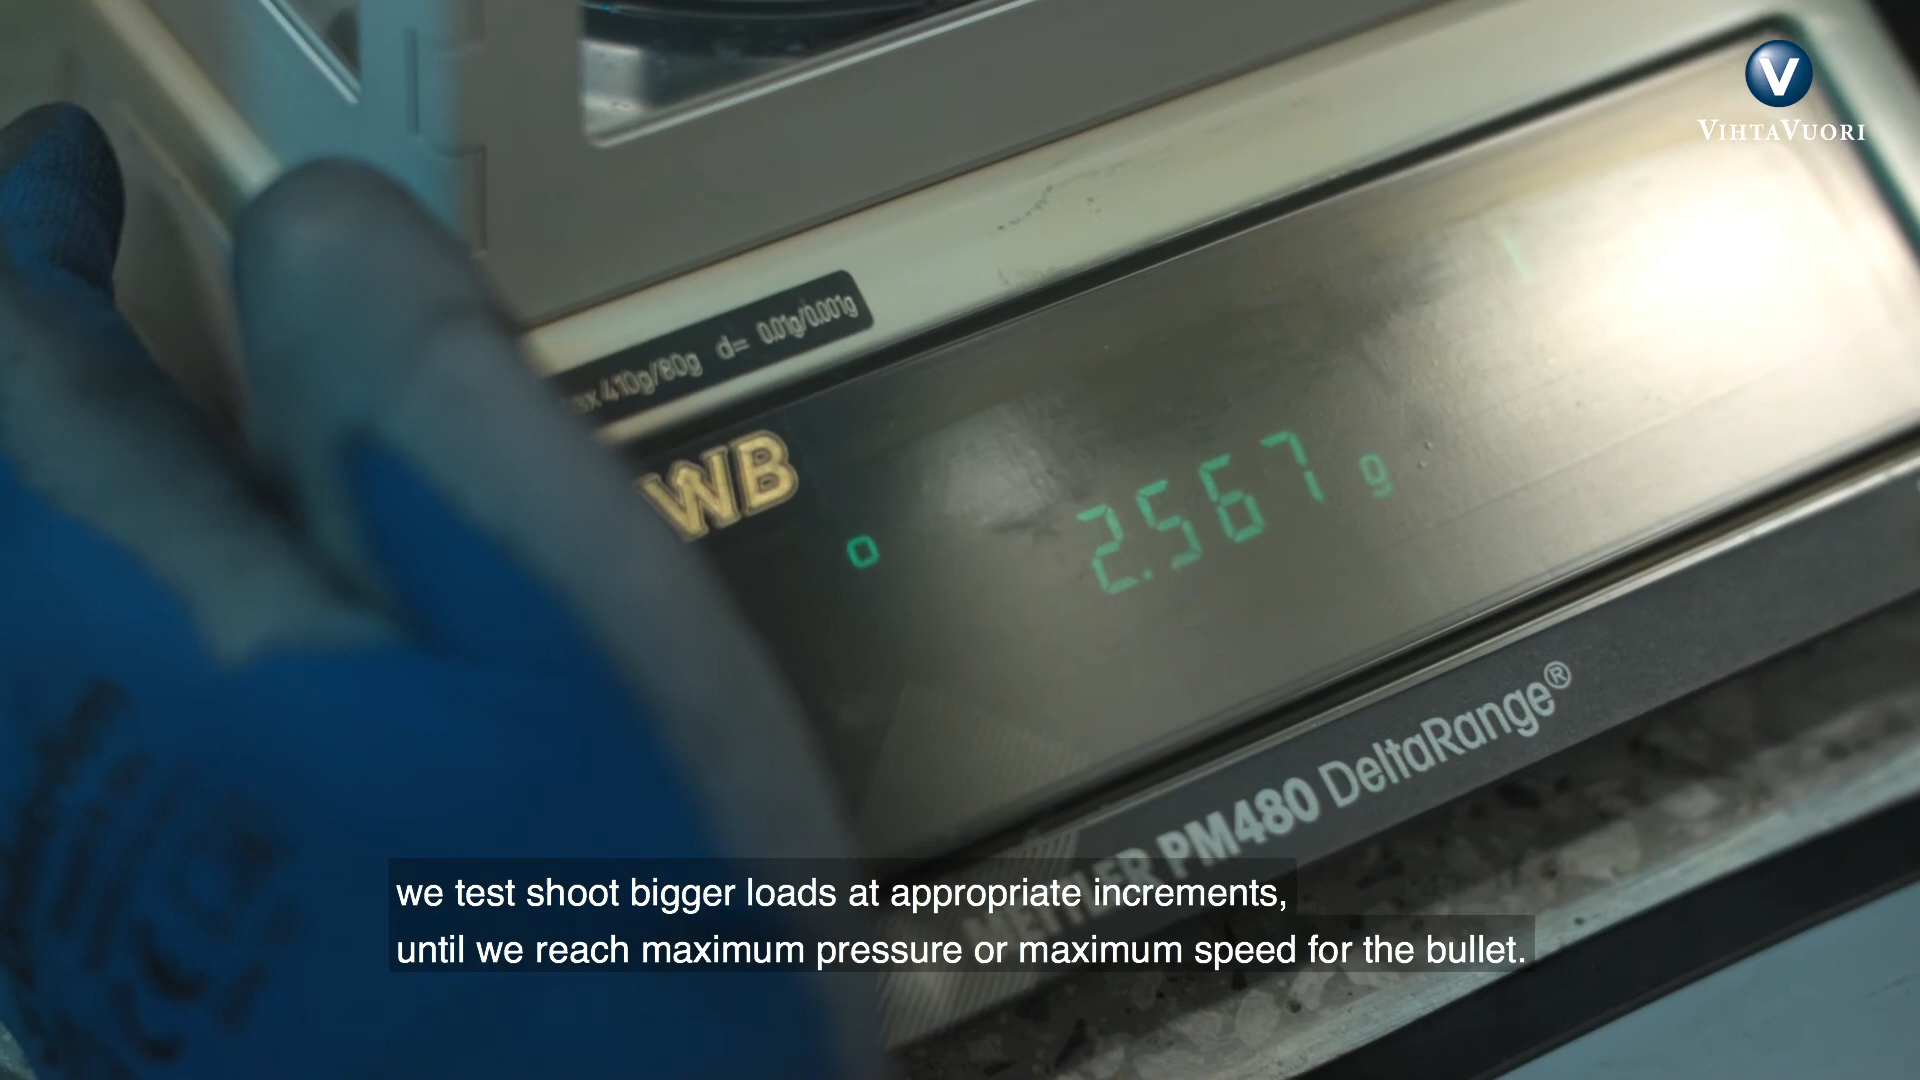 V
VIHTAVUORI
max 410g/80g d= 0.01g/0.001g
WB
2.567 g
METTLER PM480 DeltaRange®
we test shoot bigger loads at appropriate increments,
until we reach maximum pressure or maximum speed for the bullet.